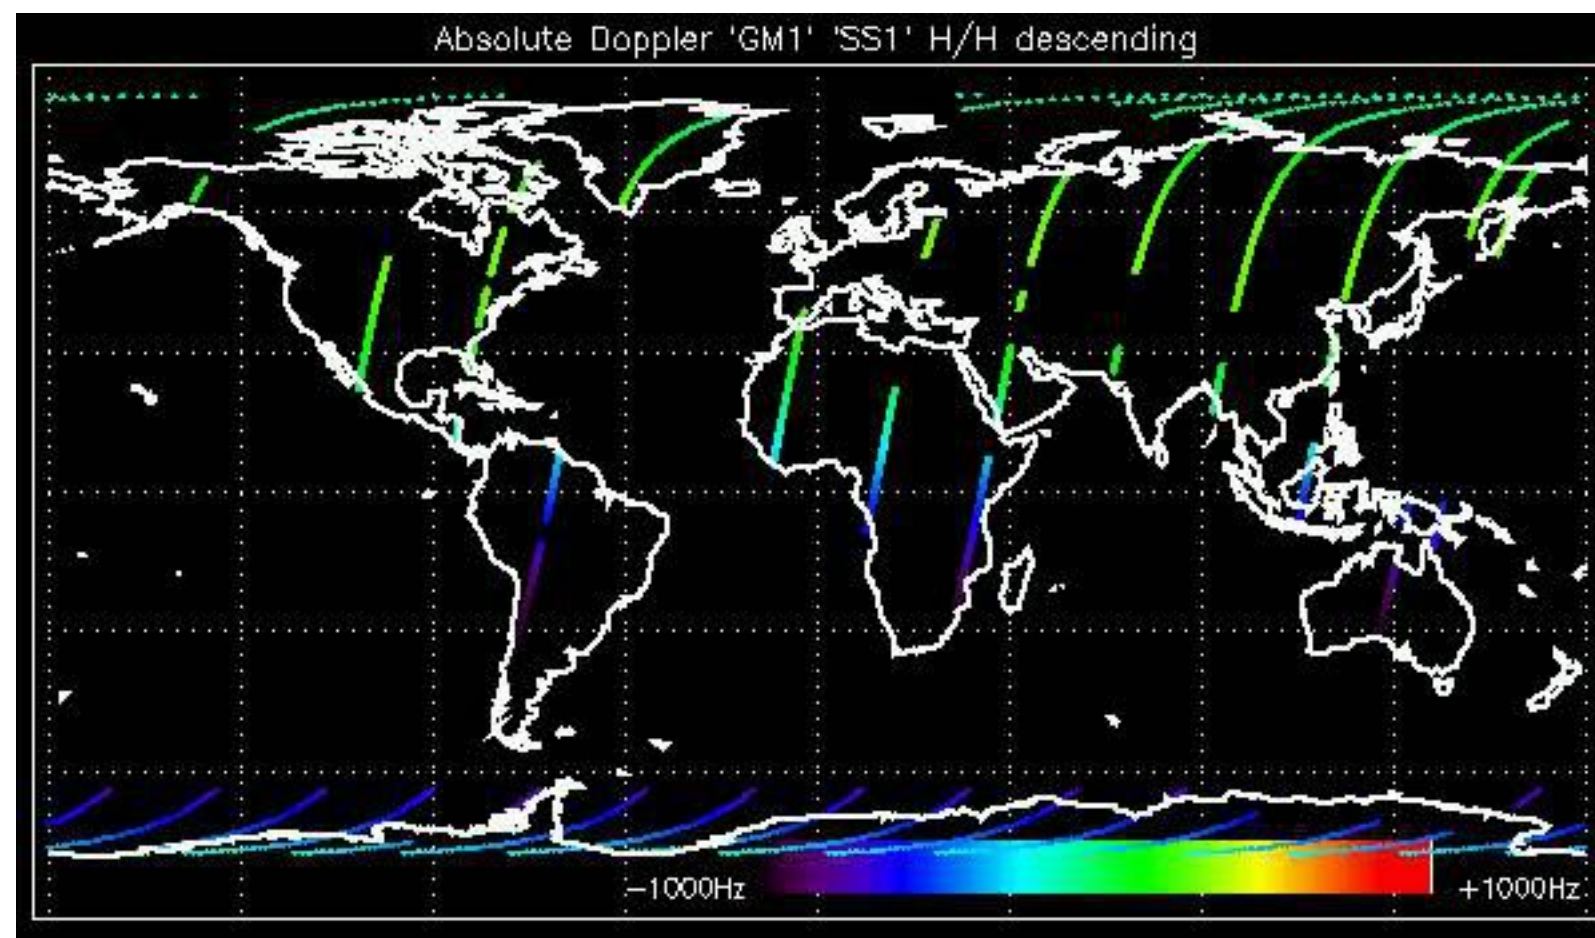 Absolute Doppler 'GM1' 'SS1' H/H descending
-1000Hz +1000Hz